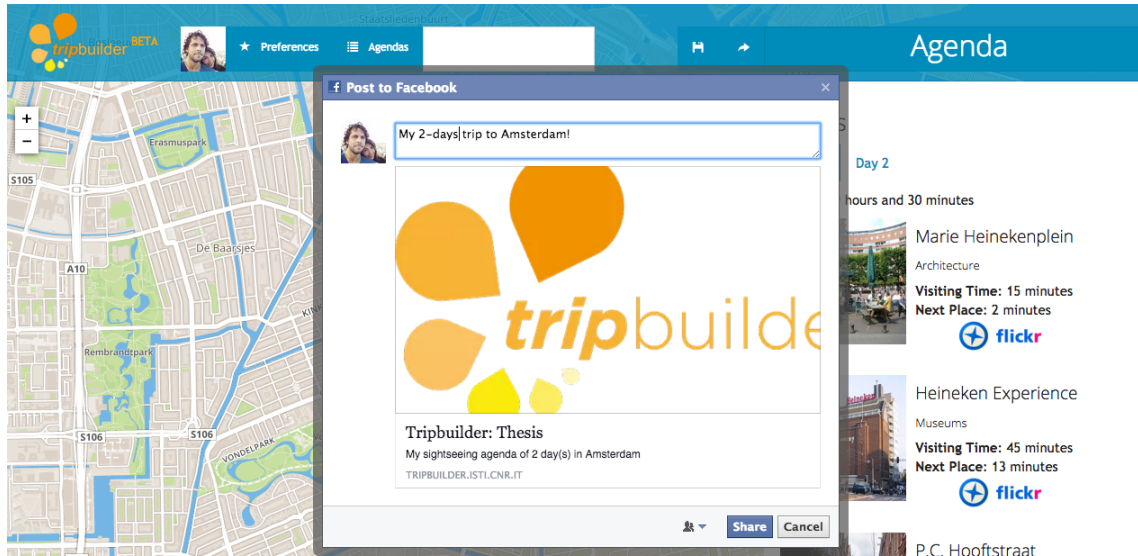 Staatsliedenbuurt
tripbuilder BETA
Preferences
Agendas
Agenda
+
−
Erasmuspark
S105
De Baarsjes
A10
Rembrandtpark
S106
S106
VONDELPARK
Post to Facebook
×
My 2-days trip to Amsterdam!
tripbuilde
Tripbuilder: Thesis
My sightseeing agenda of 2 day(s) in Amsterdam
TRIPBUILDER.ISTI.CNR.IT
Share
Cancel
Day 2
hours and 30 minutes
Marie Heinekenplein
Architecture
Visiting Time: 15 minutes
Next Place: 2 minutes
flickr
Heineken Experience
Museums
Visiting Time: 45 minutes
Next Place: 13 minutes
flickr
P.C. Hooftstraat